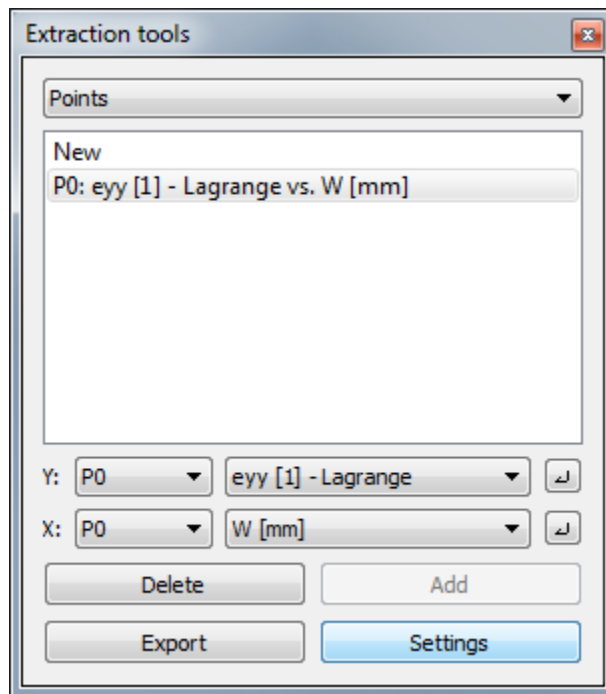 Extraction tools
Points
New
P0: eyy [1] - Lagrange vs. W [mm]
Y: P0 eyy [1] - Lagrange
X: P0 W [mm]
Delete Add
Export Settings